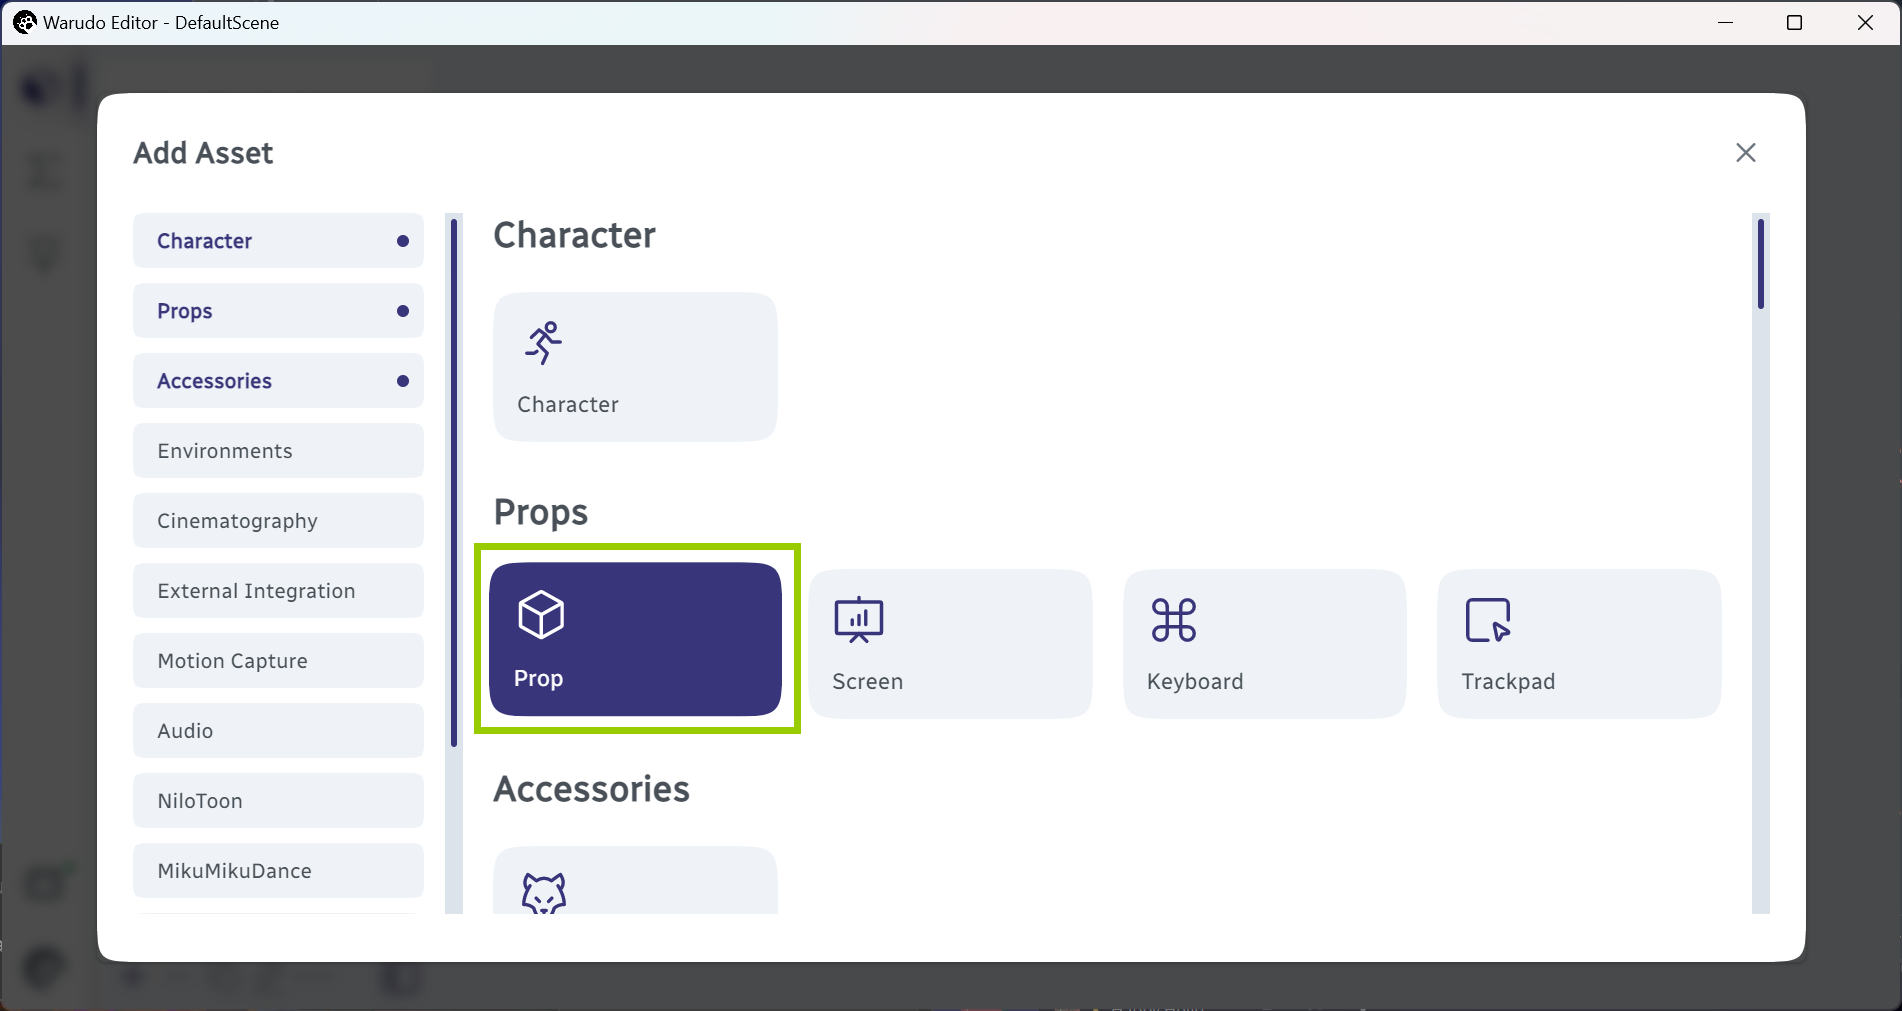 Warudo Editor - DefaultScene
Add Asset
Character
Props
Accessories
Environments
Cinematography
External Integration
Motion Capture
Audio
NiloToon
MikuMikuDance
Character
Character
Props
Prop
Screen
Keyboard
Trackpad
Accessories